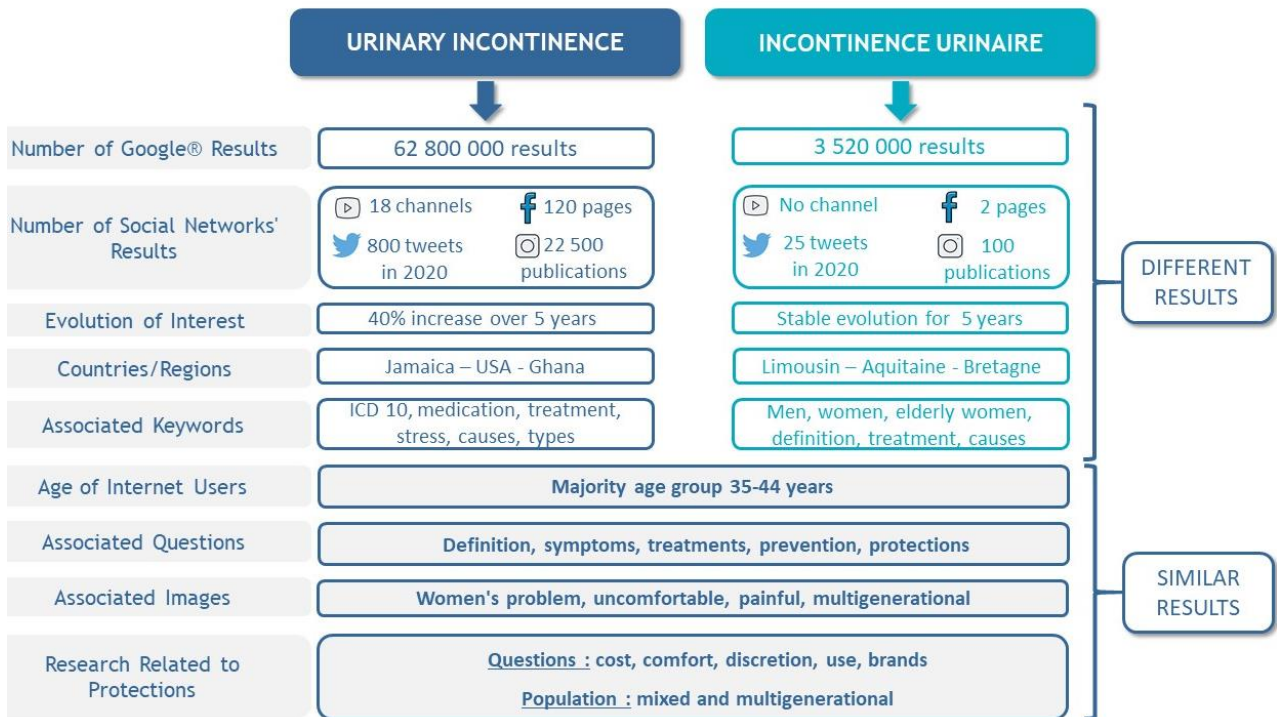 URINARY INCONTINENCE
INCONTINENCE URINAIRE
Number of Google® Results
62 800 000 results
3 520 000 results
Number of Social Networks'
Results
18 channels
120 pages
800 tweets
in 2020
22 500
publications
No channel
2 pages
25 tweets
in 2020
100
publications
Evolution of Interest
40% increase over 5 years
Stable evolution for 5 years
Countries/Regions
Jamaica – USA - Ghana
Limousin – Aquitaine - Bretagne
Associated Keywords
ICD 10, medication, treatment,
stress, causes, types
Men, women, elderly women,
definition, treatment, causes
DIFFERENT
RESULTS
Age of Internet Users
Majority age group 35-44 years
Associated Questions
Definition, symptoms, treatments, prevention, protections
Associated Images
Women's problem, uncomfortable, painful, multigenerational
Research Related to
Protections
Questions : cost, comfort, discretion, use, brands
Population : mixed and multigenerational
SIMILAR
RESULTS